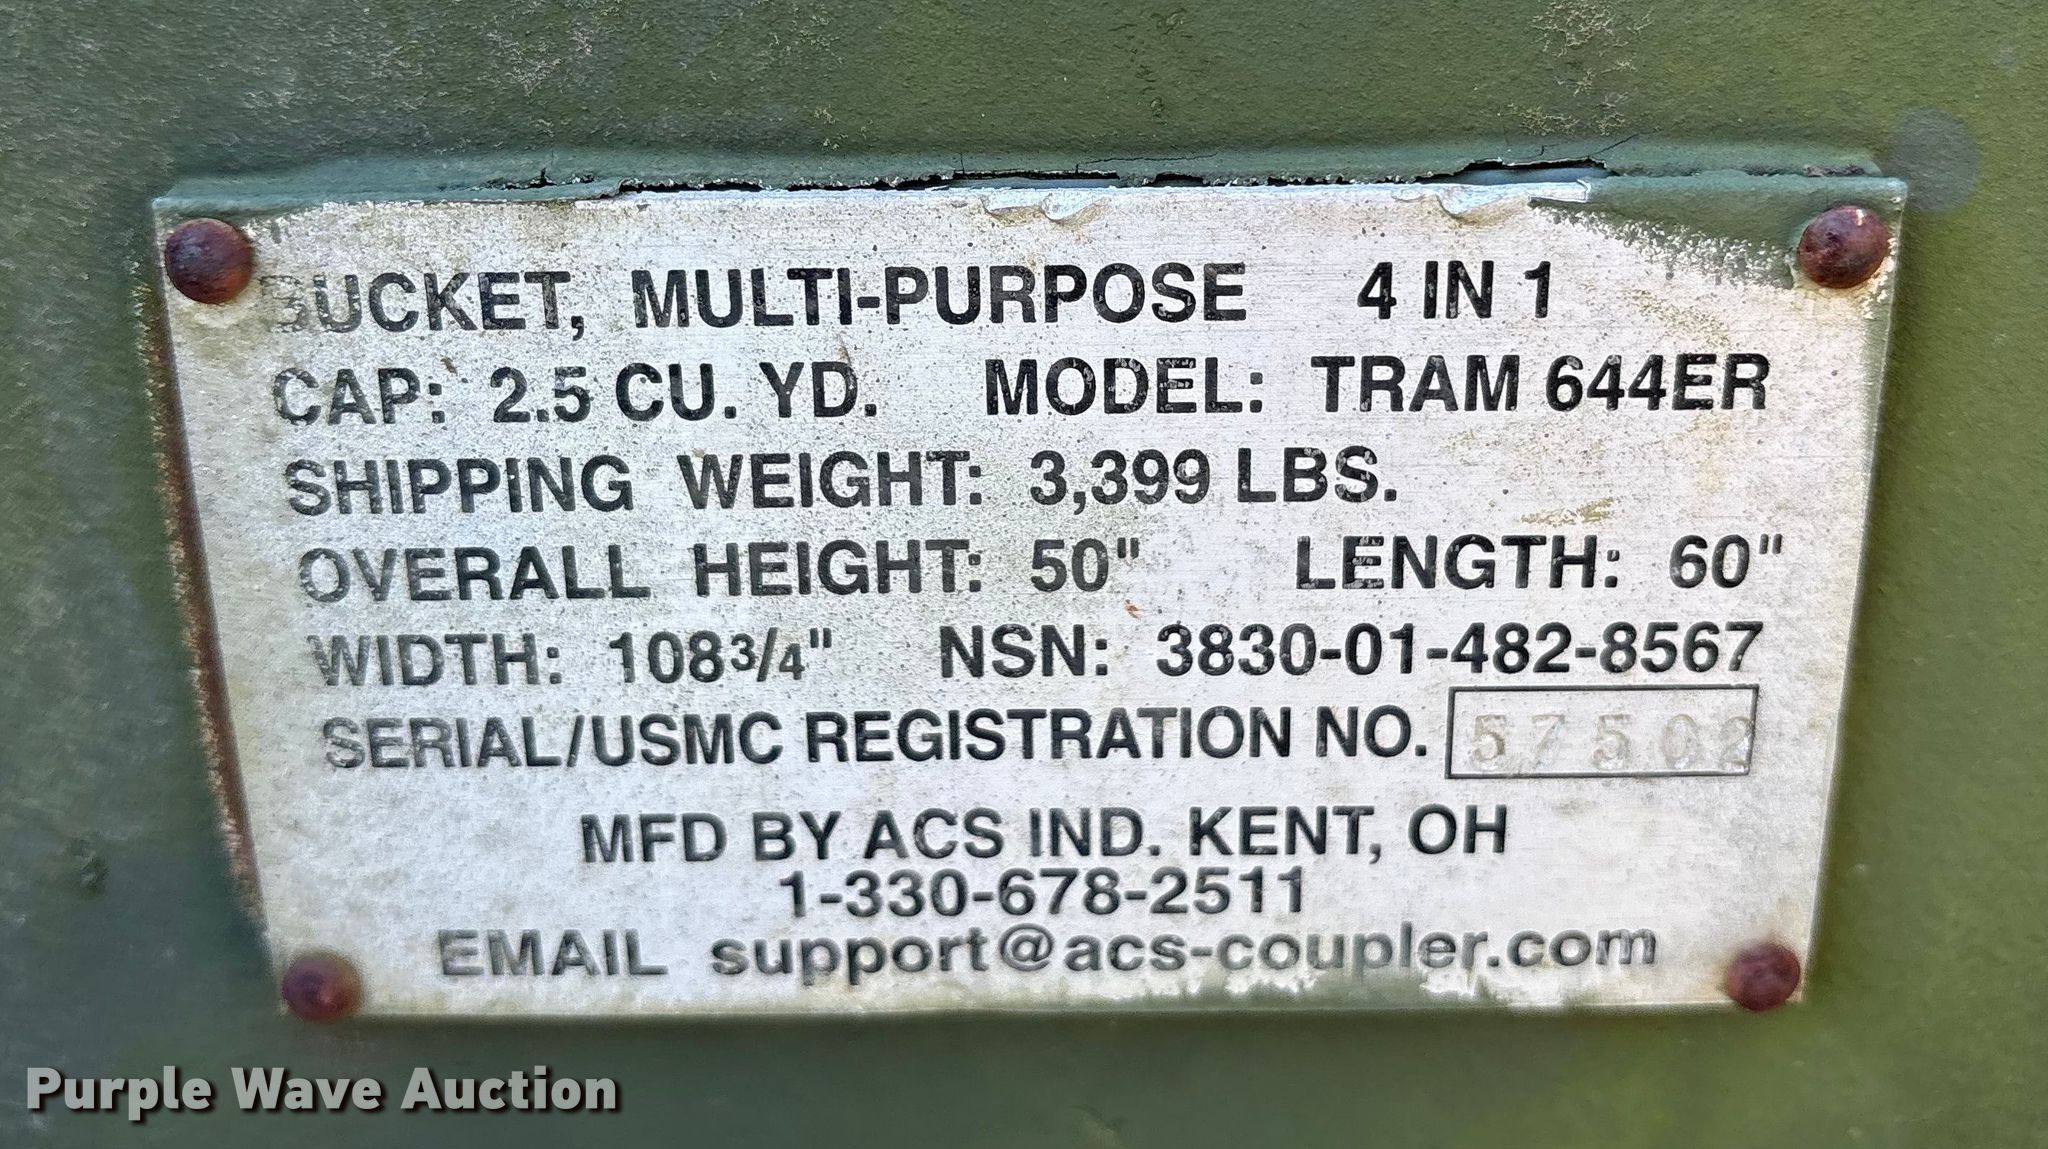 BUCKET, MULTI-PURPOSE 4 IN 1
CAP: 2.5 CU. YD. MODEL: TRAM 644ER
SHIPPING WEIGHT: 3,399 LBS.
OVERALL HEIGHT: 50" LENGTH: 60"
WIDTH: 108 3/4" NSN: 3830-01-482-8567
SERIAL/USMC REGISTRATION NO. 57502
MFD BY ACS IND. KENT, OH
1-330-678-2511
EMAIL support@acs-coupler.com
Purple Wave Auction